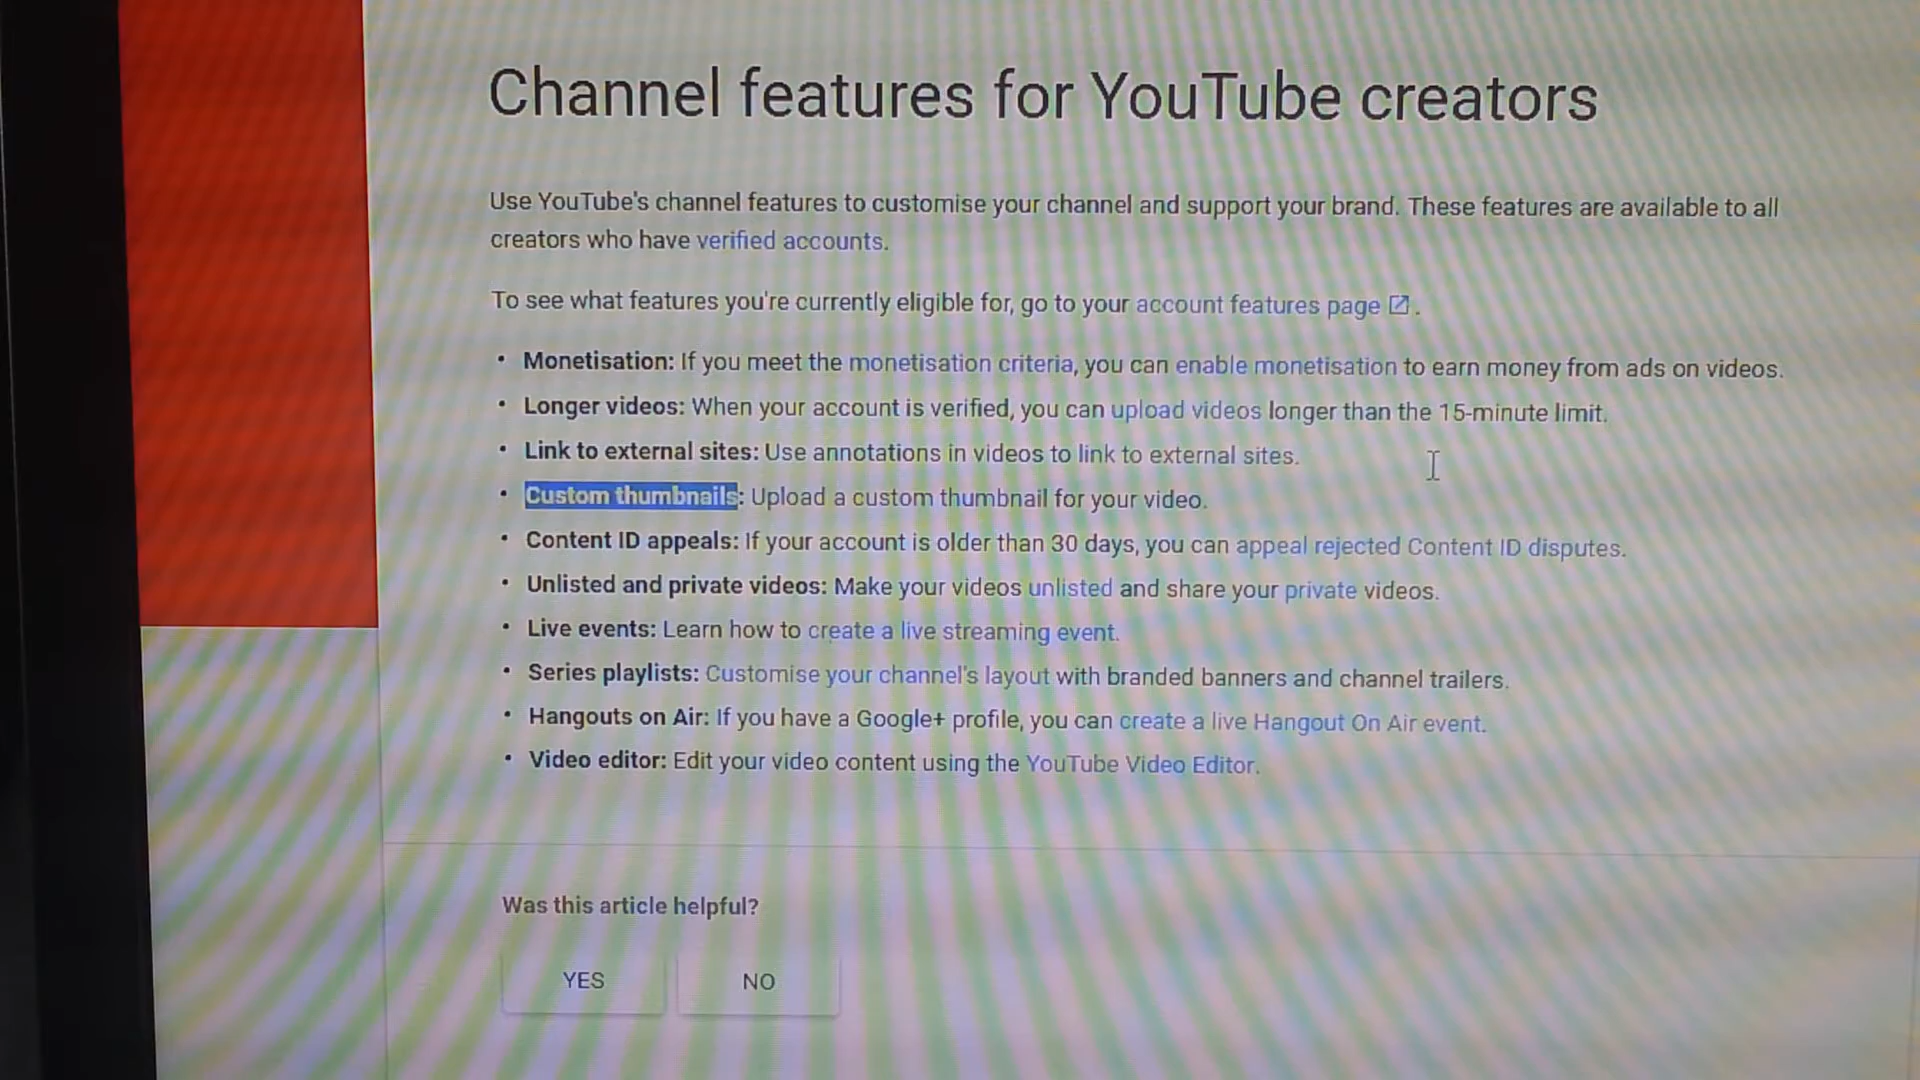 Channel features for YouTube creators
Use YouTube's channel features to customise your channel and support your brand. These features are available to all
creators who have verified accounts.
To see what features you're currently eligible for, go to your account features page.
• Monetisation: If you meet the monetisation criteria, you can enable monetisation to earn money from ads on videos.
• Longer videos: When your account is verified, you can upload videos longer than the 15-minute limit.
• Link to external sites: Use annotations in videos to link to external sites.
• Custom thumbnails: Upload a custom thumbnail for your video.
• Content ID appeals: If your account is older than 30 days, you can appeal rejected Content ID disputes.
• Unlisted and private videos: Make your videos unlisted and share your private videos.
• Live events: Learn how to create a live streaming event.
• Series playlists: Customise your channel's layout with branded banners and channel trailers.
• Hangouts on Air: If you have a Google+ profile, you can create a live Hangout On Air event.
• Video editor: Edit your video content using the YouTube Video Editor.
Was this article helpful?
YES NO